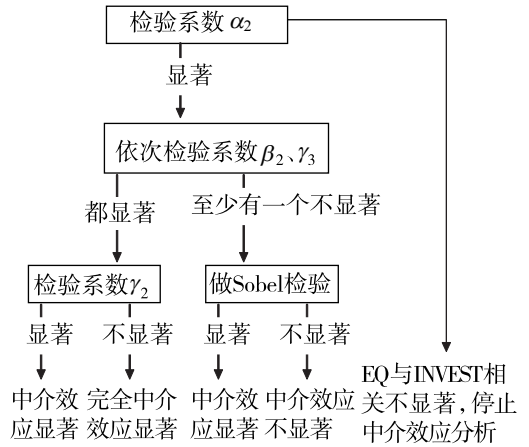 检验系数α₂
显著
依次检验系数β₂、γ₃
都显著
至少有一个不显著
检验系数γ₂
做Sobel检验
显著
不显著
显著
不显著
中介效
应显著
完全中介
效应显著
中介效
应显著
中介效应
不显著
EQ与INVEST相
关不显著,停止
中介效应分析